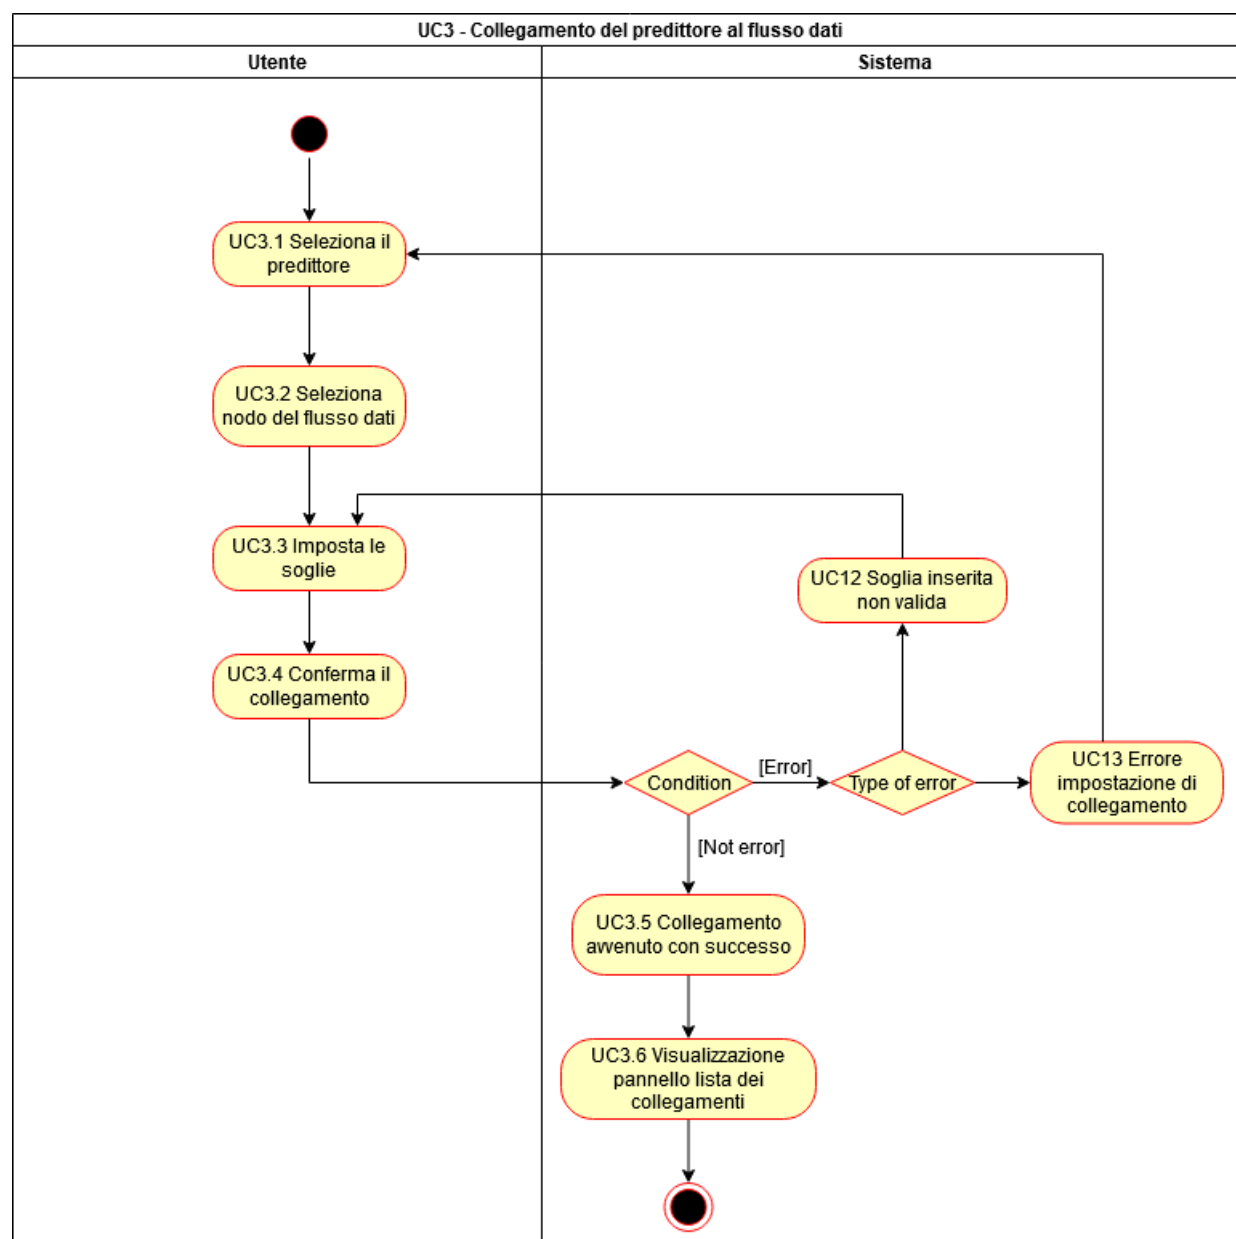 UC3 - Collegamento del predittore al flusso dati
Utente
Sistema
UC3.1 Seleziona il
predittore
UC3.2 Seleziona
nodo del flusso dati
UC3.3 Imposta le
soglie
UC12 Soglia inserita
non valida
UC3.4 Conferma il
collegamento
Condition
[Error]
Type of error
UC13 Errore
impostazione di
collegamento
[Not error]
UC3.5 Collegamento
avvenuto con successo
UC3.6 Visualizzazione
pannello lista dei
collegamenti